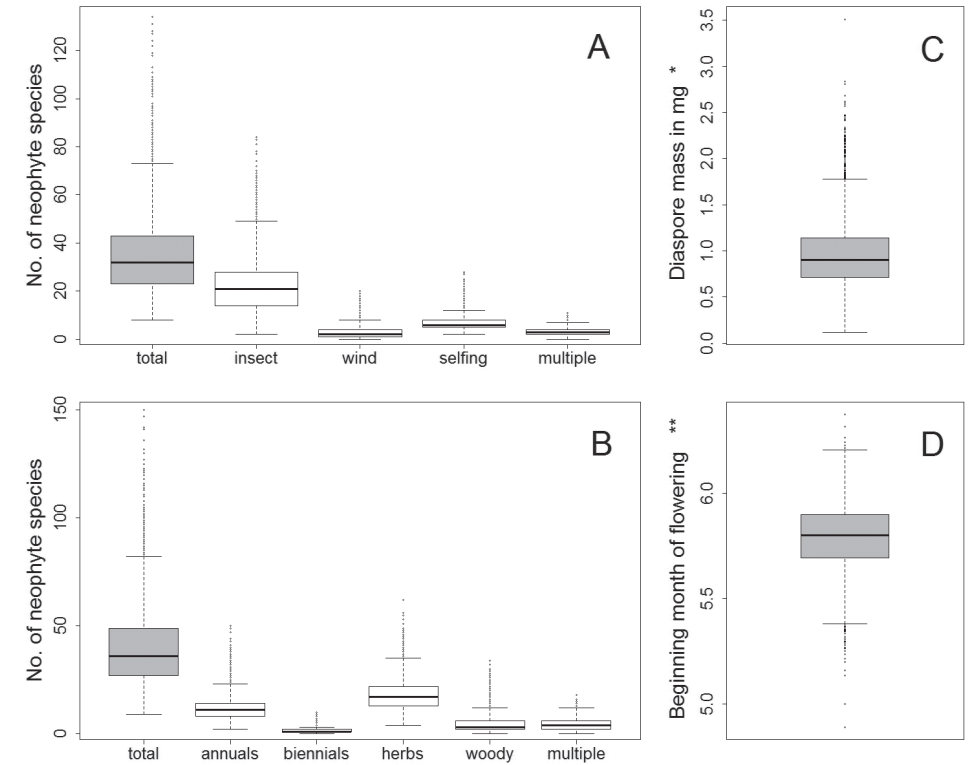 A
No. of neophyte species
120
100
80
60
40
20
0
total insect wind selfing multiple
C
Diaspore mass in mg *
3.5
3.0
2.5
2.0
1.5
1.0
0.5
0.0
B
No. of neophyte species
150
100
50
0
total annuals biennials herbs woody multiple
D
Beginning month of flowering **
6.0
5.5
5.0